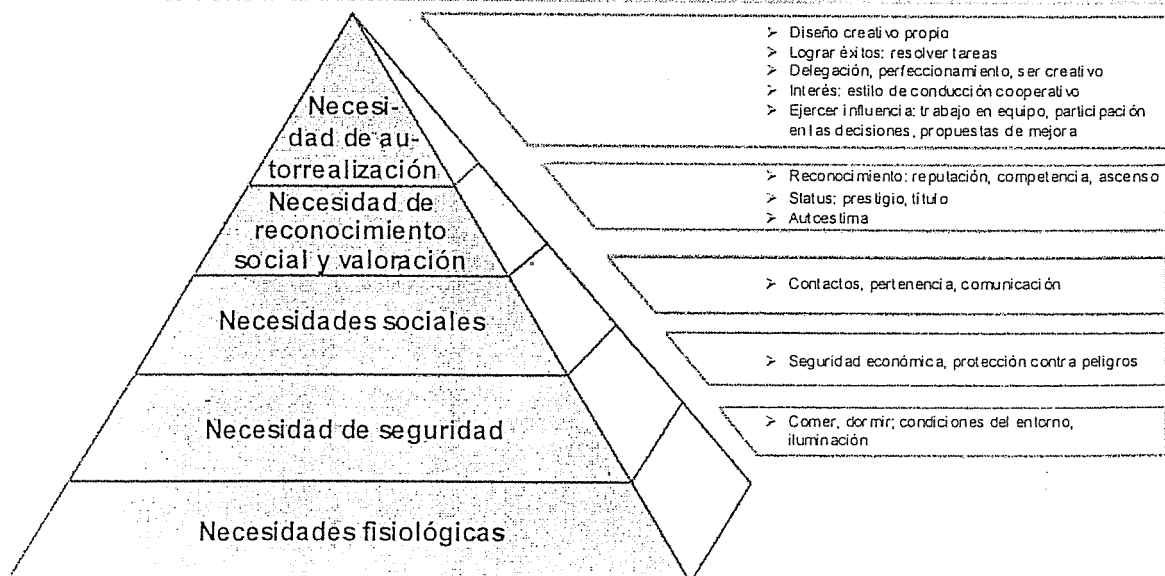 Necesi-
dad de au-
torrealización
Necesidad de
reconocimiento
social y valoración
Necesidades sociales
Necesidad de seguridad
Necesidades fisiológicas
➤ Diseño creativo propio
➤ Lograr éxitos: resolver tareas
➤ Delegación, perfeccionamiento, ser creativo
➤ Interés: estilo de conducción cooperativo
➤ Ejercer influencia: trabajo en equipo, participación
en las decisiones, propuestas de mejora
➤ Reconocimiento: reputación, competencia, ascenso
➤ Status: prestigio, título
➤ Autoestima
➤ Contactos, pertenencia, comunicación
➤ Seguridad económica, protección contra peligros
➤ Comer, dormir; condiciones del entorno,
iluminación